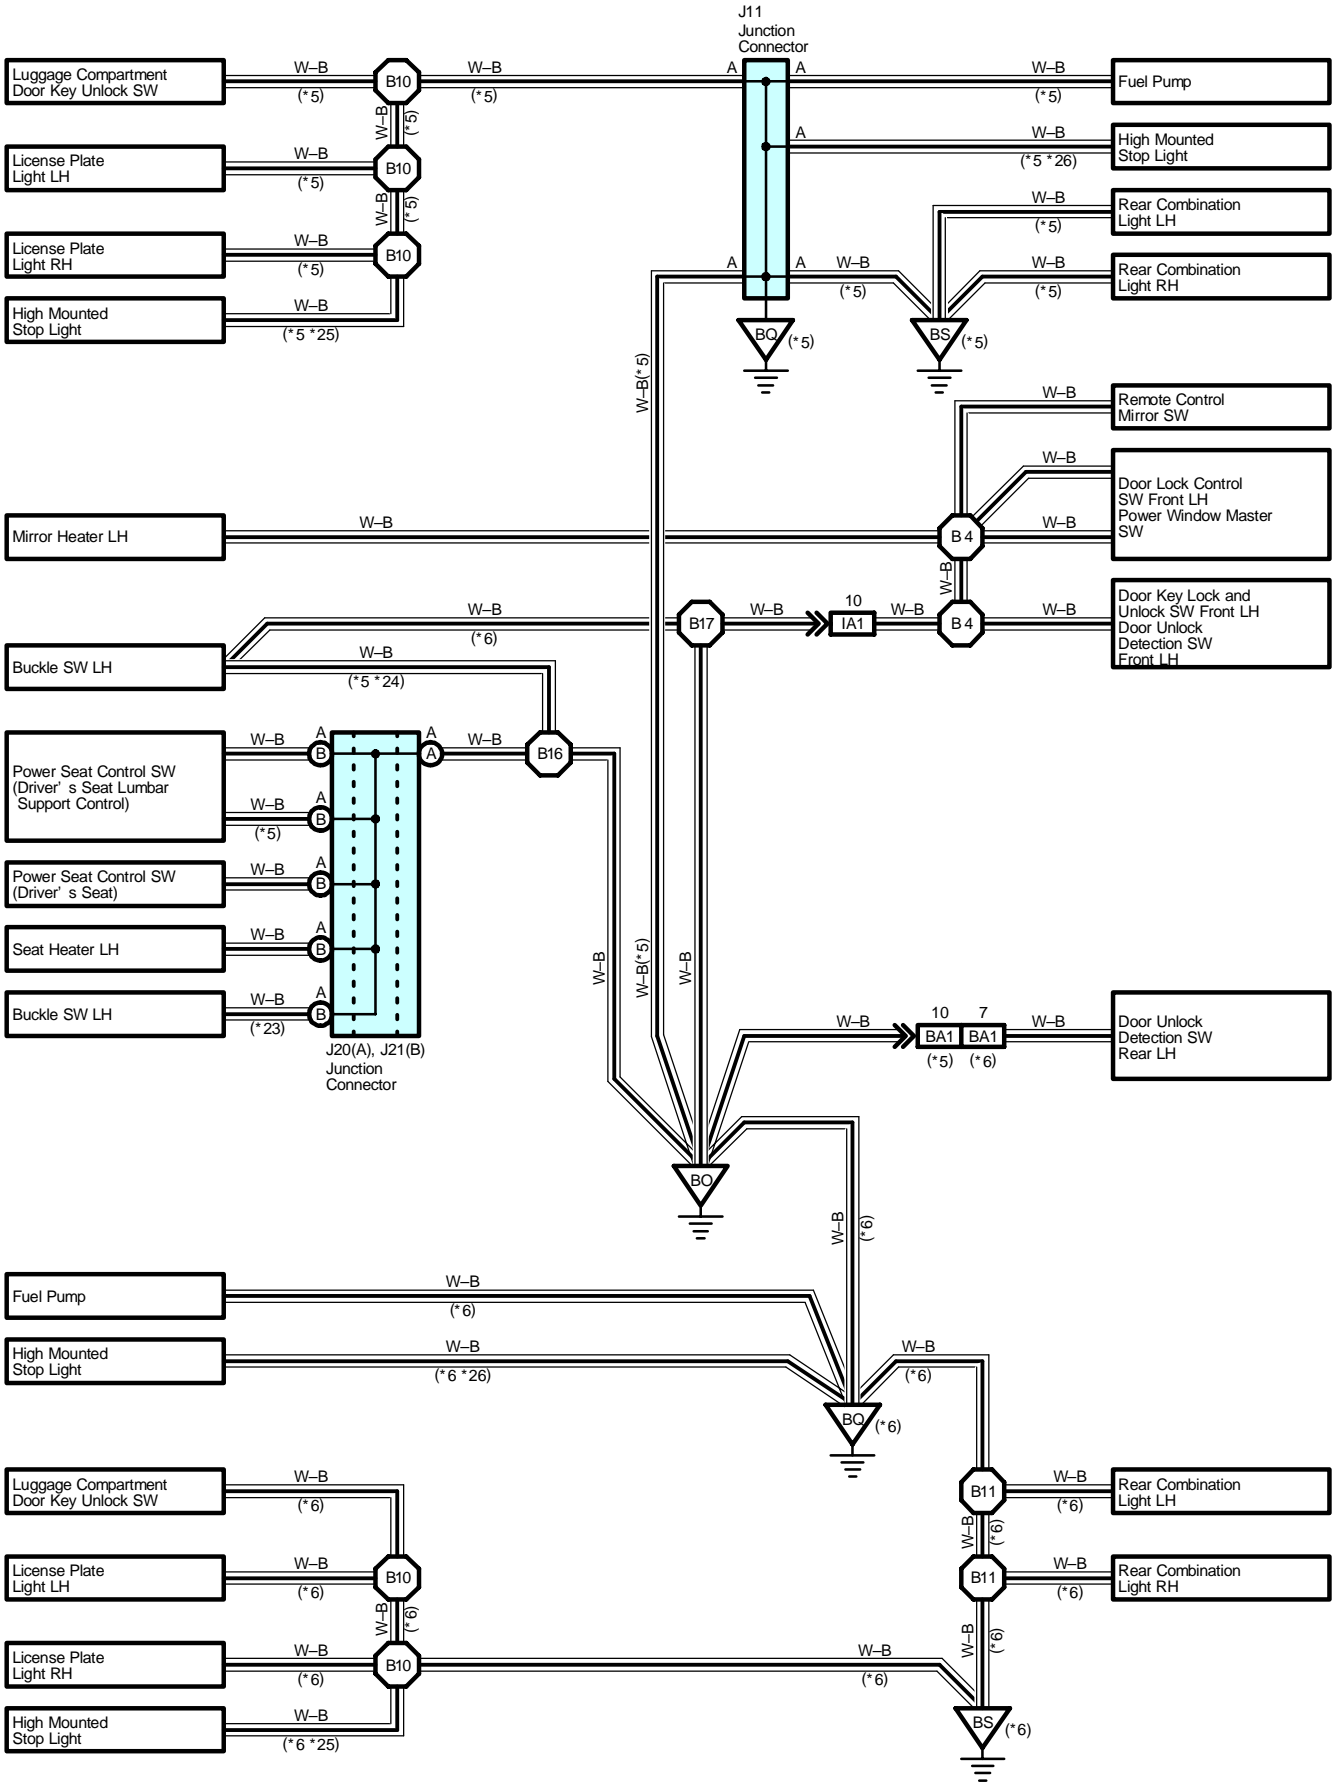 J11
Junction
Connector
Luggage Compartment
Door Key Unlock SW
W–B
(*5)
B10
W–B
(*5)
A
A
W–B
(*5)
Fuel Pump
W–B
(*5)
License Plate
Light LH
W–B
(*5)
B10
A
W–B
(*5 *26)
High Mounted
Stop Light
W–B
(*5)
W–B
(*5)
Rear Combination
Light LH
License Plate
Light RH
W–B
(*5)
B10
A
A
W–B
(*5)
W–B
(*5)
Rear Combination
Light RH
High Mounted
Stop Light
W–B
(*5 *25)
BQ
(*5)
BS
(*5)
W–B(*5)
W–B
Remote Control
Mirror SW
W–B
Door Lock Control
SW Front LH
Power Window Master
SW
Mirror Heater LH
W–B
B 4
W–B
W–B
W–B
(*6)
B17
W–B
10
IA1
W–B
B 4
W–B
Door Key Lock and
Unlock SW Front LH
Door Unlock
Detection SW
Front LH
Buckle SW LH
W–B
(*5 *24)
Power Seat Control SW
(Driver' s Seat Lumbar
Support Control)
W–B
A
B
A
A
W–B
B16
W–B
(*5)
A
B
Power Seat Control SW
(Driver' s Seat)
W–B
A
B
Seat Heater LH
W–B
A
B
W–B
W–B(*5)
W–B
Buckle SW LH
W–B
(*23)
A
B
J20(A), J21(B)
Junction
Connector
W–B
10
BA1
(*5)
7
BA1
(*6)
W–B
Door Unlock
Detection SW
Rear LH
BO
W–B
(*6)
Fuel Pump
W–B
(*6)
High Mounted
Stop Light
W–B
(*6 *26)
W–B
(*6)
BQ
(*6)
Luggage Compartment
Door Key Unlock SW
W–B
(*6)
B11
W–B
(*6)
Rear Combination
Light LH
W–B
(*6)
License Plate
Light LH
W–B
(*6)
B10
B11
W–B
(*6)
Rear Combination
Light RH
W–B
(*6)
W–B
(*6)
License Plate
Light RH
W–B
(*6)
B10
W–B
(*6)
High Mounted
Stop Light
W–B
(*6 *25)
BS
(*6)